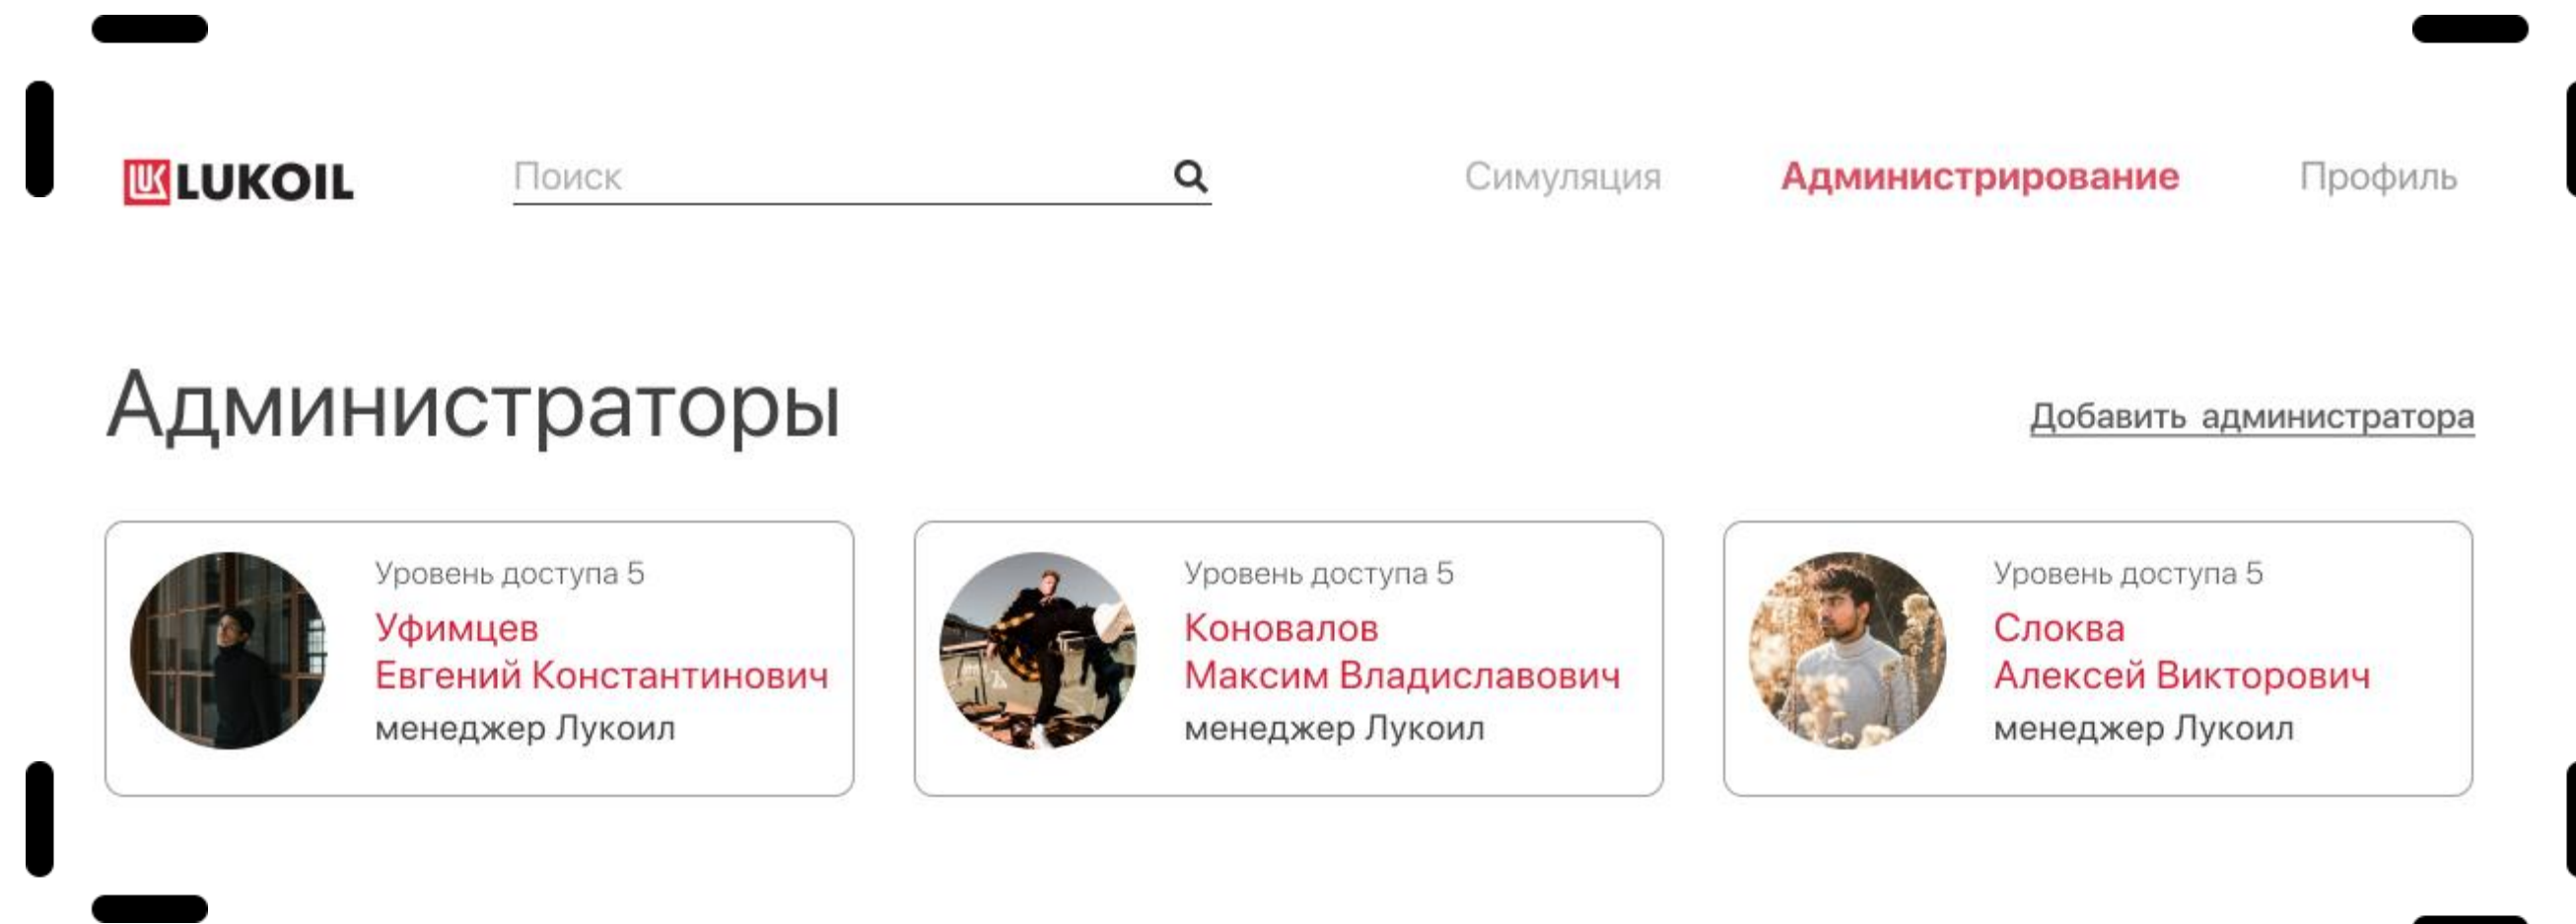 LUKOIL
Поиск
Симуляция
Администрирование
Профиль
Администраторы
Добавить администратора
Уровень доступа 5
Уфимцев
Евгений Константинович
менеджер Лукоил
Уровень доступа 5
Коновалов
Максим Владиславович
менеджер Лукоил
Уровень доступа 5
Слоква
Алексей Викторович
менеджер Лукоил